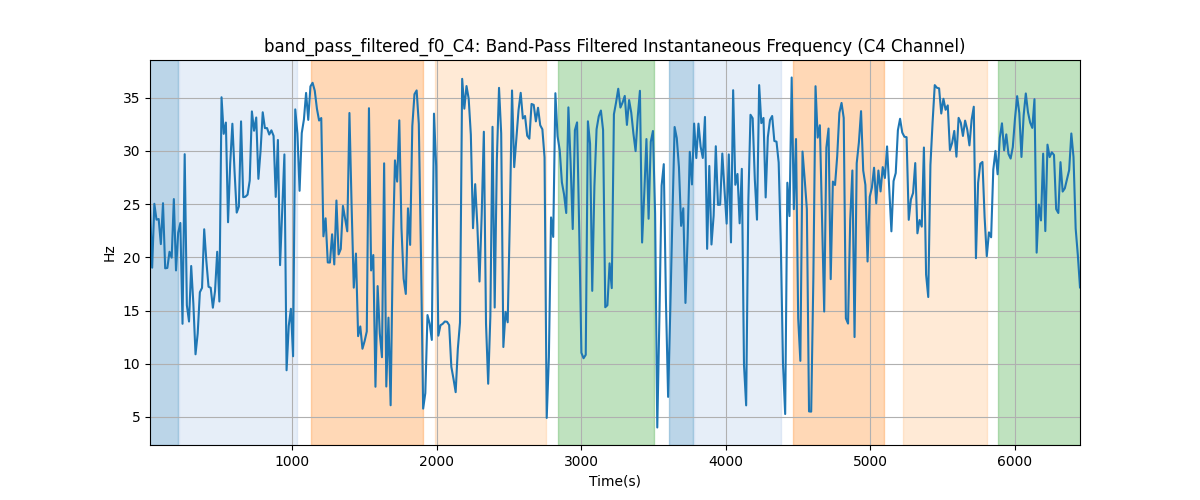 band_pass_filtered_f0_C4: Band-Pass Filtered Instantaneous Frequency (C4 Channel)
35
30
25
20
15
10
5
Hz
1000 2000 3000 4000 5000 6000
Time(s)